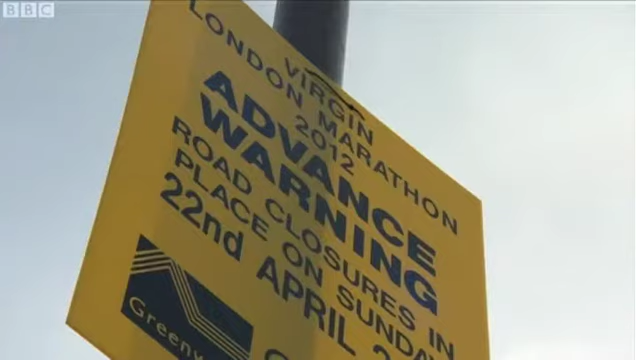 BBC
VIRGIN
LONDON MARATHON
2012
ADVANCE
WARNING
ROAD CLOSURES IN
PLACE ON SUNDAY
22nd APRIL